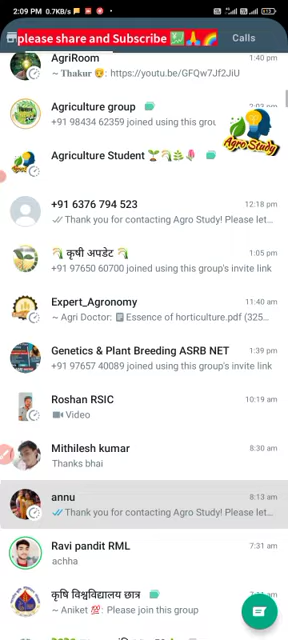 2:09 PM 0.7KB/s
please share and Subscribe 💹🙏🌈 Calls
AgriRoom 1:40 pm
~ Thakur : https://youtu.be/GFQw7Jf2JiU
Agriculture group 2:03 pm
+91 98434 62359 joined using this grou
Agriculture Student 🌱🌾🌿🌷
Agro Study
+91 6376 794 523 12:18 pm
Thank you for contacting Agro Study! Please let…
🌾 कृषी अपडेट 🌾 1:05 pm
+91 97650 60700 joined using this group's invite link
Expert_Agronomy 11:40 am
~ Agri Doctor: Essence of horticulture.pdf (325…
Genetics & Plant Breeding ASRB NET 1:39 pm
+91 97657 40089 joined using this group's invite link
Roshan RSIC 10:19 am
Video
Mithilesh kumar 8:30 am
Thanks bhai
annu 8:13 am
Thank you for contacting Agro Study! Please let…
Ravi pandit RML 7:31 am
achha
कृषि विश्वविद्यालय छात्र
~ Aniket 💯: Please join this group